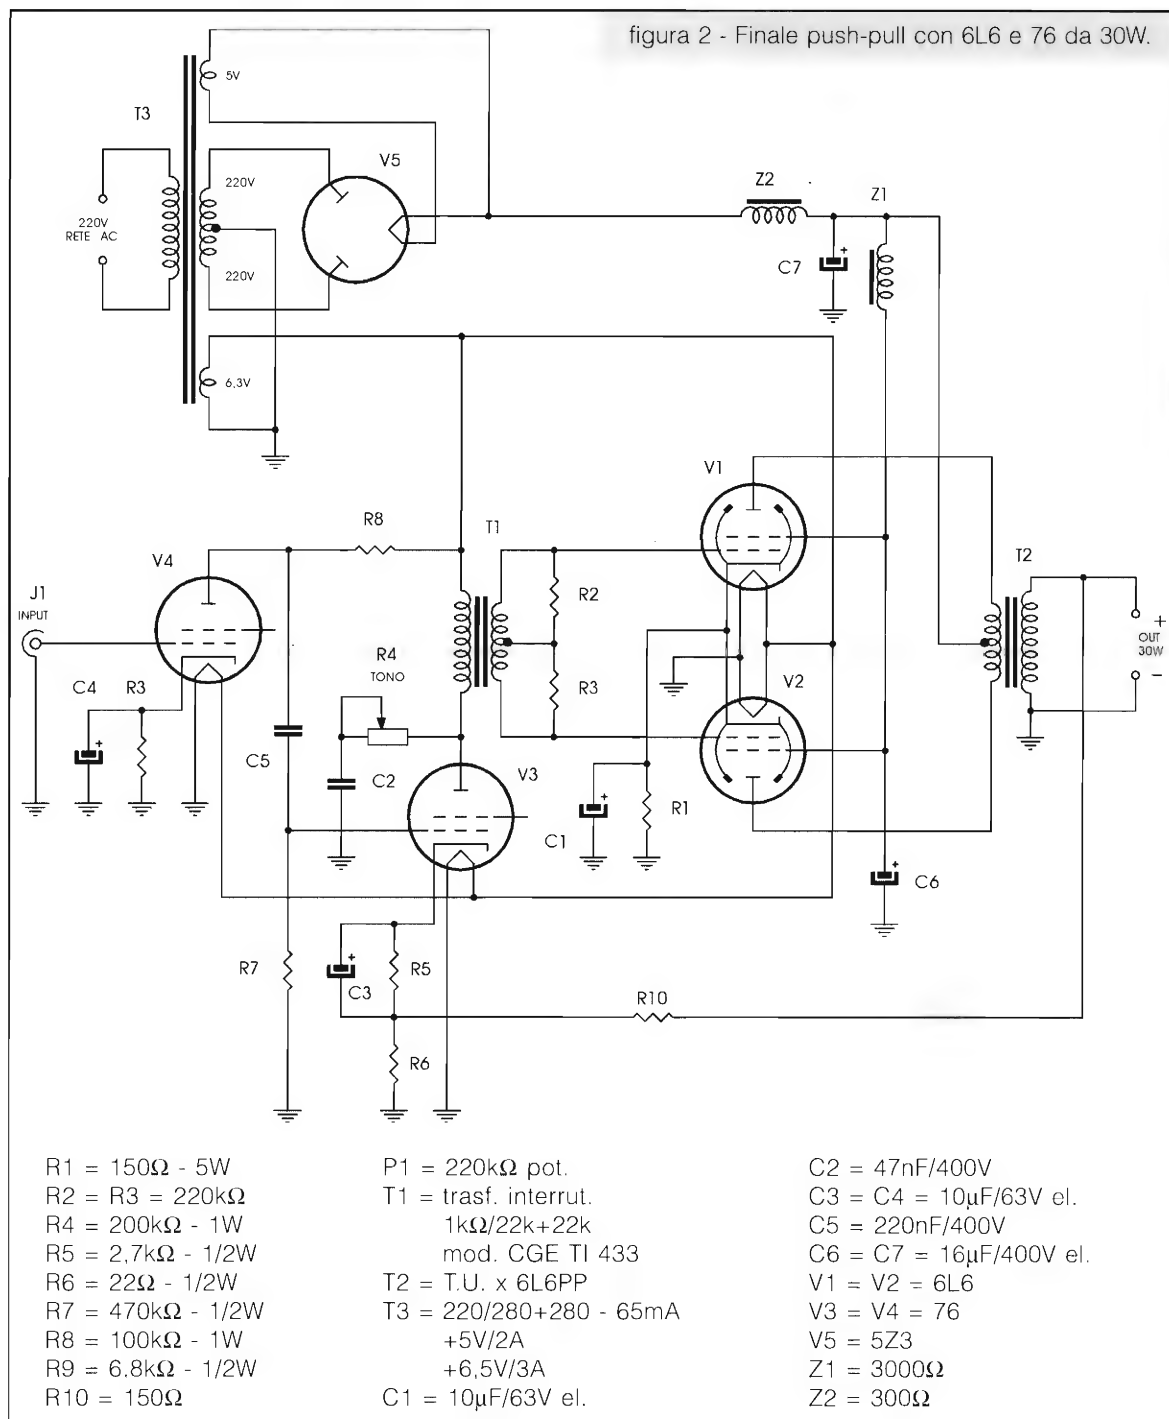 figura 2 - Finale push-pull con 6L6 e 76 da 30W.
5V
T3
V5
220V
220V
RETE AC
220V
Z2
Z1
C7
+
6,3V
V1
R8
T1
V4
T2
J1
INPUT
R2
+
OUT
30W
−
R4
TONO
R3
V2
C4
R3
+
C5
C2
V3
+
C1
R1
+
C6
R7
+
C3
R5
R10
R6
R1 = 150Ω - 5W
R2 = R3 = 220kΩ
R4 = 200kΩ - 1W
R5 = 2,7kΩ - 1/2W
R6 = 22Ω - 1/2W
R7 = 470kΩ - 1/2W
R8 = 100kΩ - 1W
R9 = 6,8kΩ - 1/2W
R10 = 150Ω
P1 = 220kΩ pot.
T1 = trasf. interrut.
1kΩ/22k+22k
mod. CGE TI 433
T2 = T.U. x 6L6PP
T3 = 220/280+280 - 65mA
+5V/2A
+6,5V/3A
C1 = 10µF/63V el.
C2 = 47nF/400V
C3 = C4 = 10µF/63V el.
C5 = 220nF/400V
C6 = C7 = 16µF/400V el.
V1 = V2 = 6L6
V3 = V4 = 76
V5 = 5Z3
Z1 = 3000Ω
Z2 = 300Ω